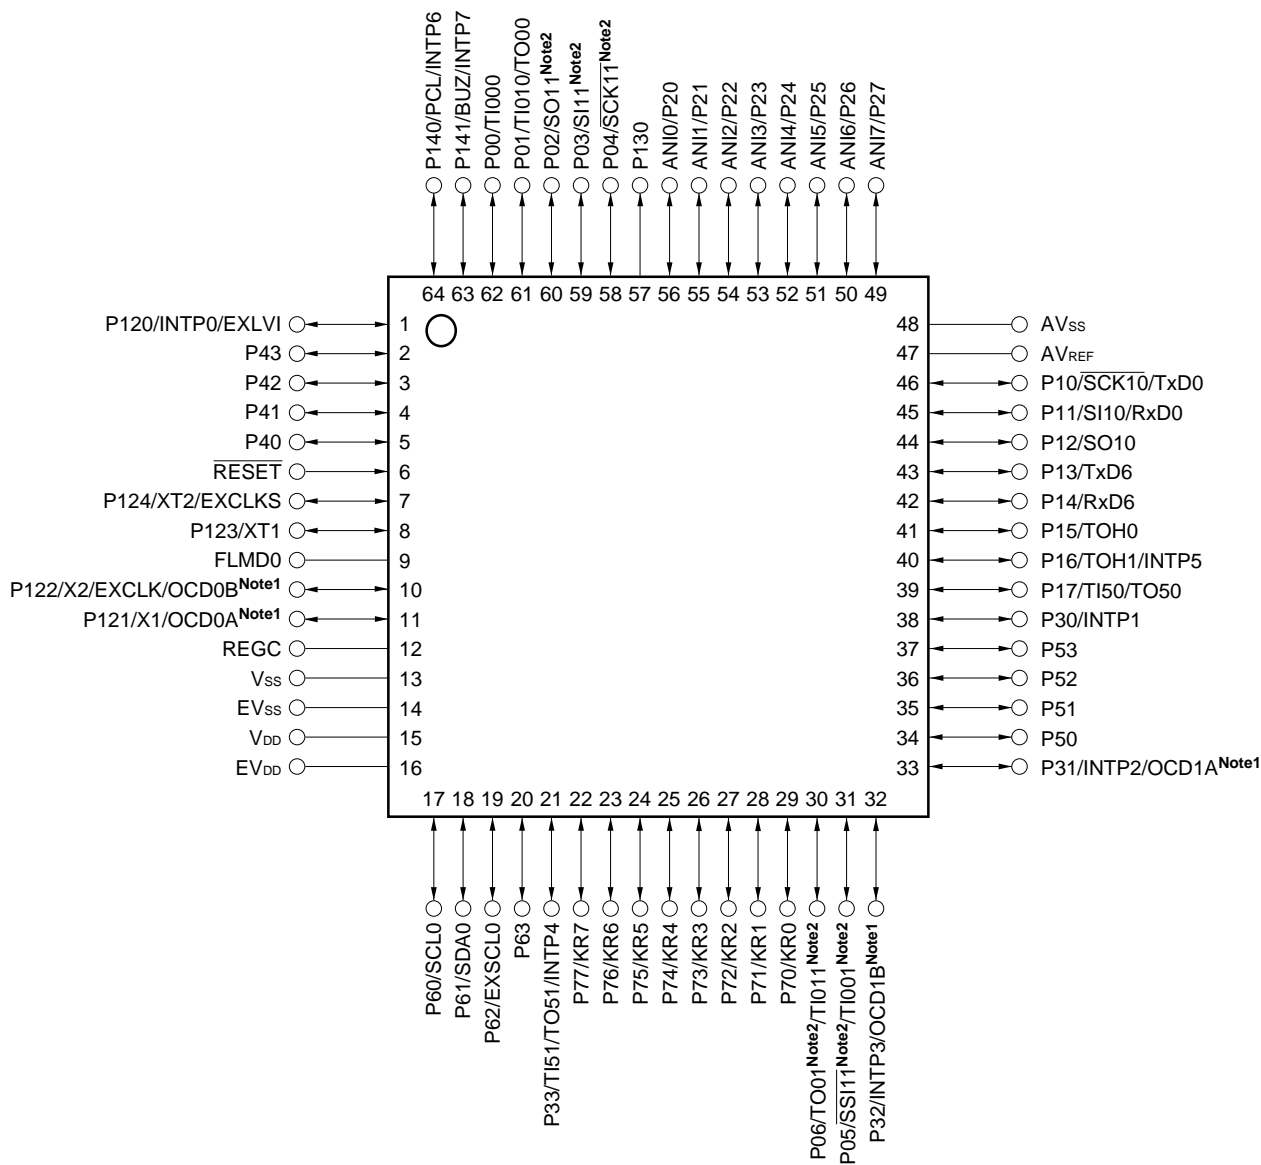 P140/PCL/INTP6
P141/BUZ/INTP7
P00/TI000
P01/TI010/TO00
P02/SO11Note2
P03/SI11Note2
P04/SCK11Note2
P130
ANI0/P20
ANI1/P21
ANI2/P22
ANI3/P23
ANI4/P24
ANI5/P25
ANI6/P26
ANI7/P27
64 63 62 61 60 59 58 57 56 55 54 53 52 51 50 49
P120/INTP0/EXLVI 1
P43 2
P42 3
P41 4
P40 5
RESET 6
P124/XT2/EXCLKS 7
P123/XT1 8
FLMD0 9
P122/X2/EXCLK/OCD0BNote1 10
P121/X1/OCD0ANote1 11
REGC 12
VSS 13
EVSS 14
VDD 15
EVDD 16
48 AVSS
47 AVREF
46 P10/SCK10/TxD0
45 P11/SI10/RxD0
44 P12/SO10
43 P13/TxD6
42 P14/RxD6
41 P15/TOH0
40 P16/TOH1/INTP5
39 P17/TI50/TO50
38 P30/INTP1
37 P53
36 P52
35 P51
34 P50
33 P31/INTP2/OCD1ANote1
17 18 19 20 21 22 23 24 25 26 27 28 29 30 31 32
P60/SCL0
P61/SDA0
P62/EXSCL0
P63
P33/TI51/TO51/INTP4
P77/KR7
P76/KR6
P75/KR5
P74/KR4
P73/KR3
P72/KR2
P71/KR1
P70/KR0
P06/TO01Note2/TI011Note2
P05/SSI11Note2/TI001Note2
P32/INTP3/OCD1BNote1